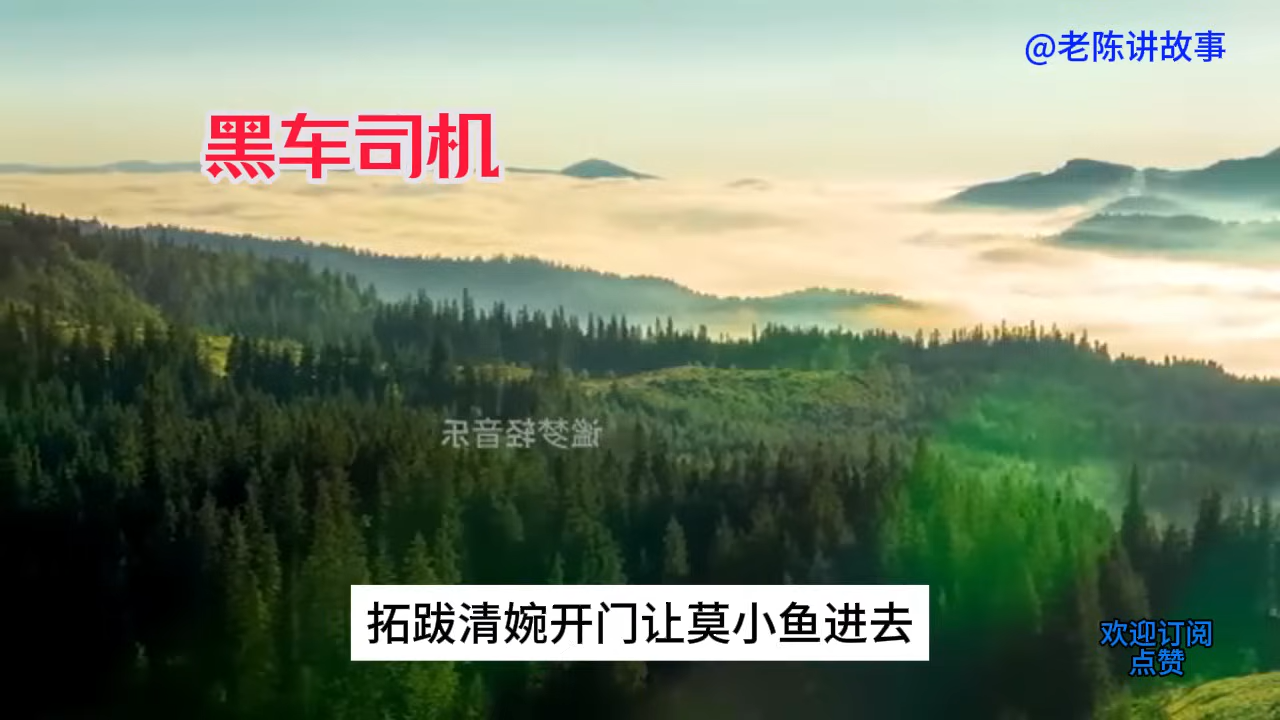 @老陈讲故事
黑车司机
谧梦轻音乐
拓跋清婉开门让莫小鱼进去
欢迎订阅
点赞